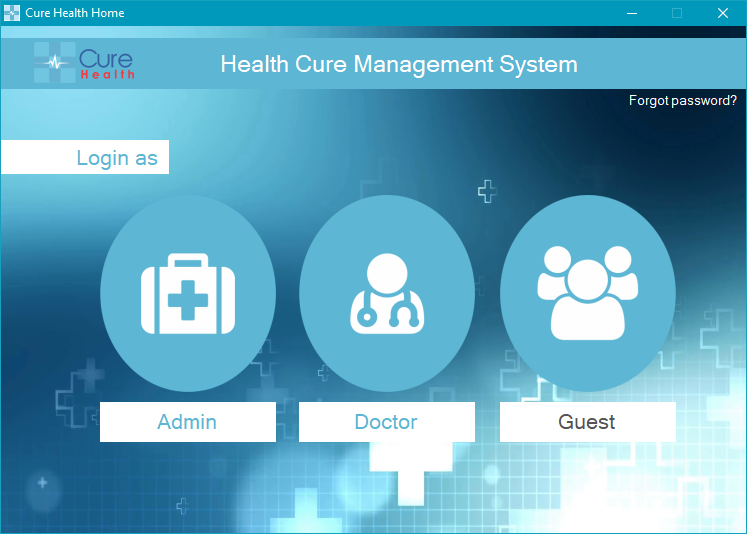 Cure Health Home
Cure
Health
Health Cure Management System
Forgot password?
Login as
Admin
Doctor
Guest